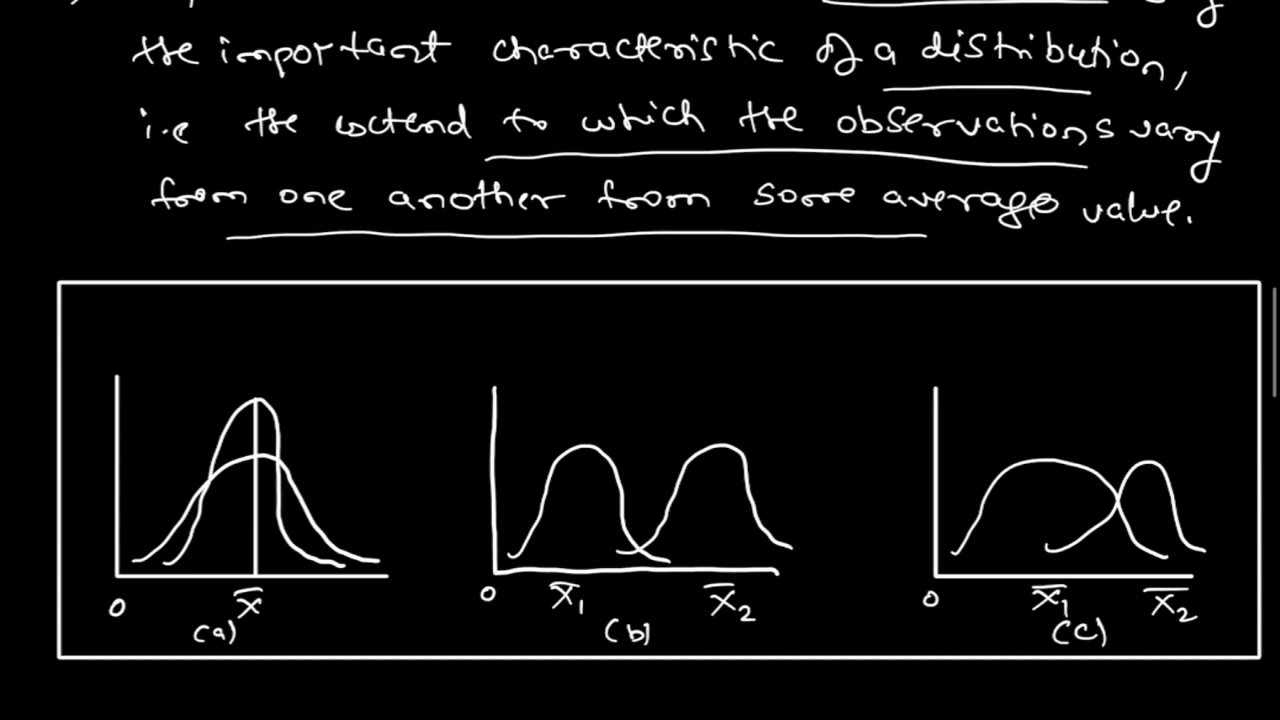 the important characteristic of a distribution,
i.e the extend to which the observations vary
from one another from some average value.
0 x̄ 0 x̄₁ x̄₂ 0 x̄₁ x̄₂
(a) (b) (c)